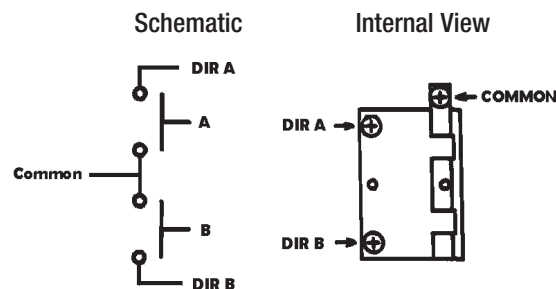 Schematic
DIR A
A
Common
B
DIR B
Internal View
COMMON
DIR A
DIR B